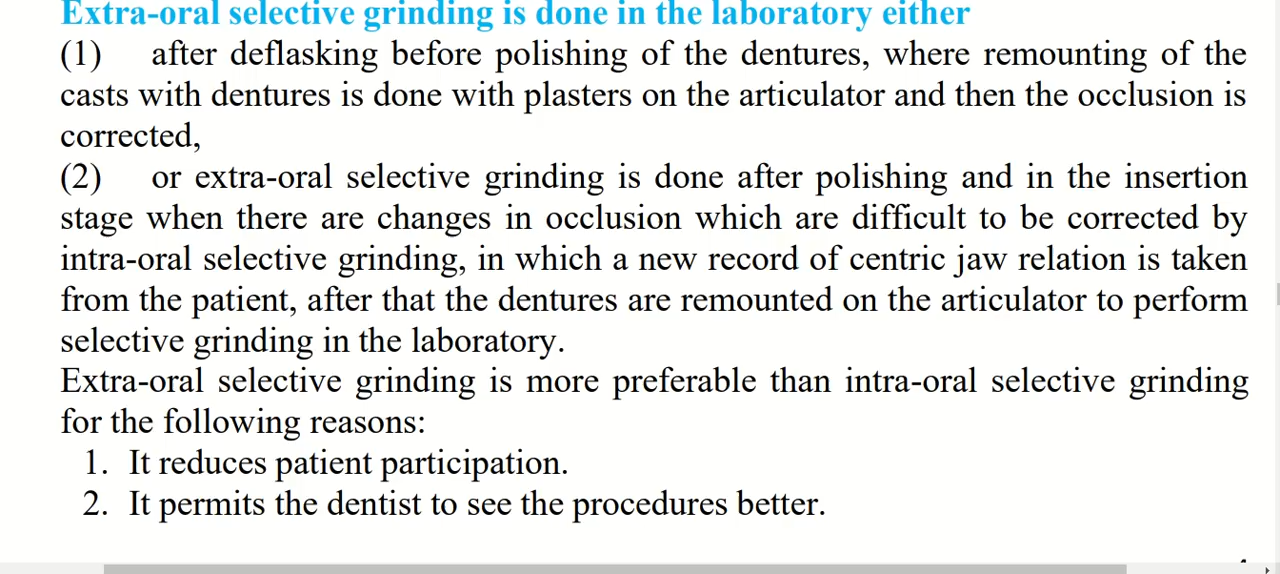 Extra-oral selective grinding is done in the laboratory either
(1) after deflasking before polishing of the dentures, where remounting of the
casts with dentures is done with plasters on the articulator and then the occlusion is
corrected,
(2) or extra-oral selective grinding is done after polishing and in the insertion
stage when there are changes in occlusion which are difficult to be corrected by
intra-oral selective grinding, in which a new record of centric jaw relation is taken
from the patient, after that the dentures are remounted on the articulator to perform
selective grinding in the laboratory.
Extra-oral selective grinding is more preferable than intra-oral selective grinding
for the following reasons:
1. It reduces patient participation.
2. It permits the dentist to see the procedures better.